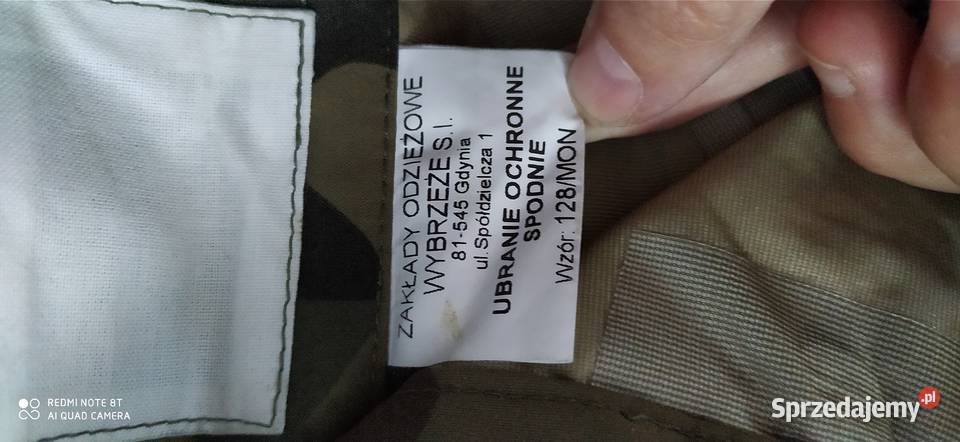 ZAKŁADY ODZIEŻOWE
WYBRZEŻE S.I.
81-545 Gdynia
ul. Spółdzielcza 1
UBRANIE OCHRONNE
SPODNIE
Wzór: 128/MON
REDMI NOTE 8T
AI QUAD CAMERA
Sprzedajemy.pl